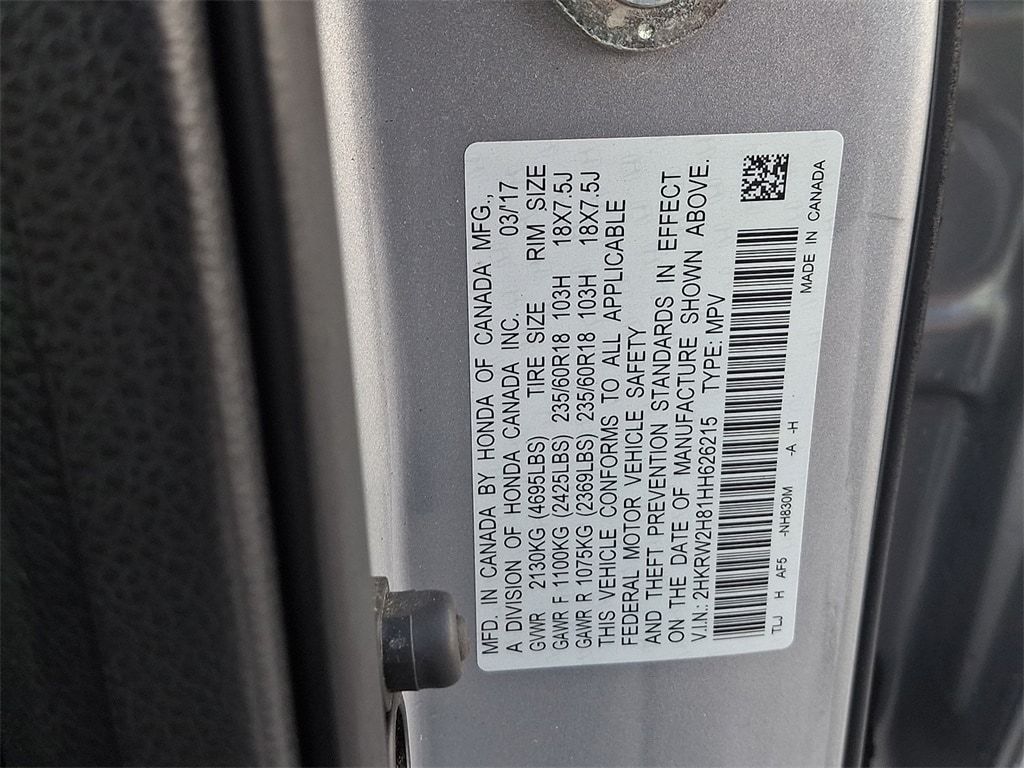 MFD. IN CANADA BY HONDA OF CANADA MFG.,
A DIVISION OF HONDA CANADA INC. 03/17
GVWR 2130KG (4695LBS) TIRE SIZE RIM SIZE
GAWR F 1100KG (2425LBS) 235/60R18 103H 18X7.5J
GAWR R 1075KG (2369LBS) 235/60R18 103H 18X7.5J
THIS VEHICLE CONFORMS TO ALL APPLICABLE
FEDERAL MOTOR VEHICLE SAFETY
AND THEFT PREVENTION STANDARDS IN EFFECT
ON THE DATE OF MANUFACTURE SHOWN ABOVE.
V.I.N.: 2HKRW2H81HH626215 TYPE: MPV
TLJ H AF5 -NH830M -A -H
MADE IN CANADA